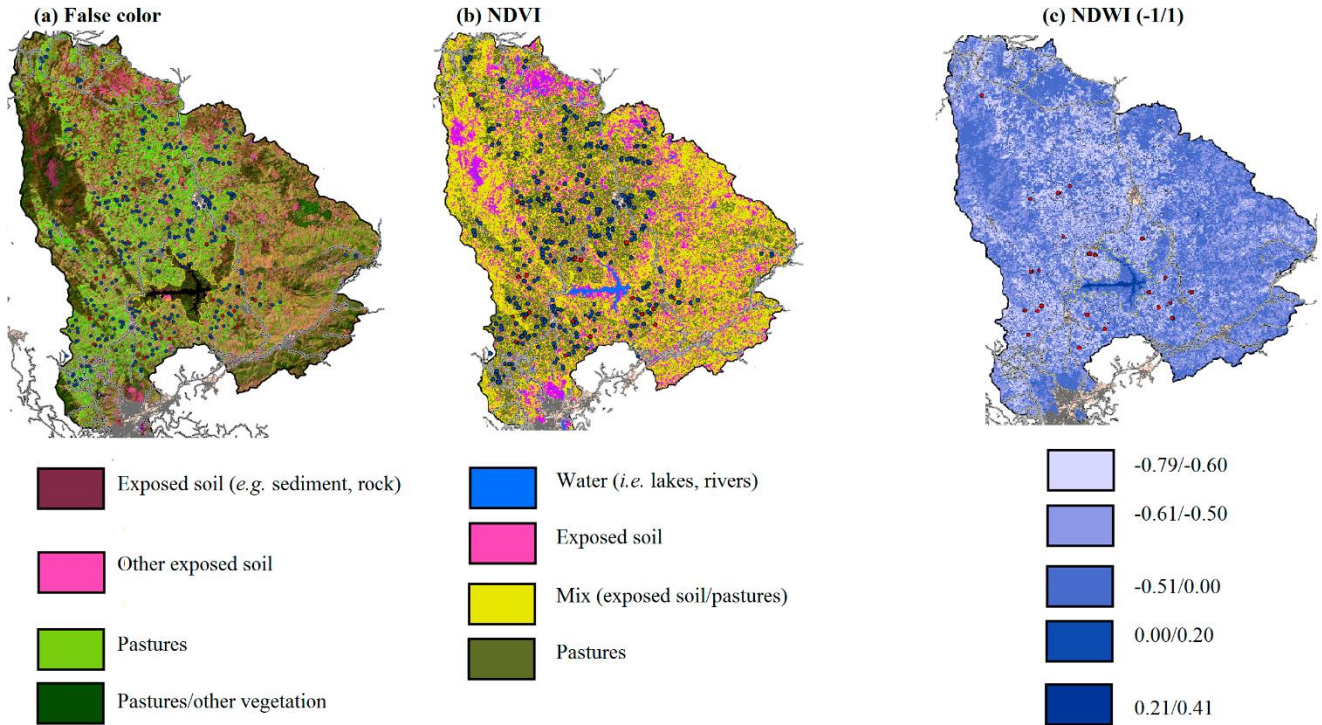 (a) False color
(b) NDVI
(c) NDWI (-1/1)
Exposed soil (e.g. sediment, rock)
Other exposed soil
Pastures
Pastures/other vegetation
Water (i.e. lakes, rivers)
Exposed soil
Mix (exposed soil/pastures)
Pastures
-0.79/-0.60
-0.61/-0.50
-0.51/0.00
0.00/0.20
0.21/0.41